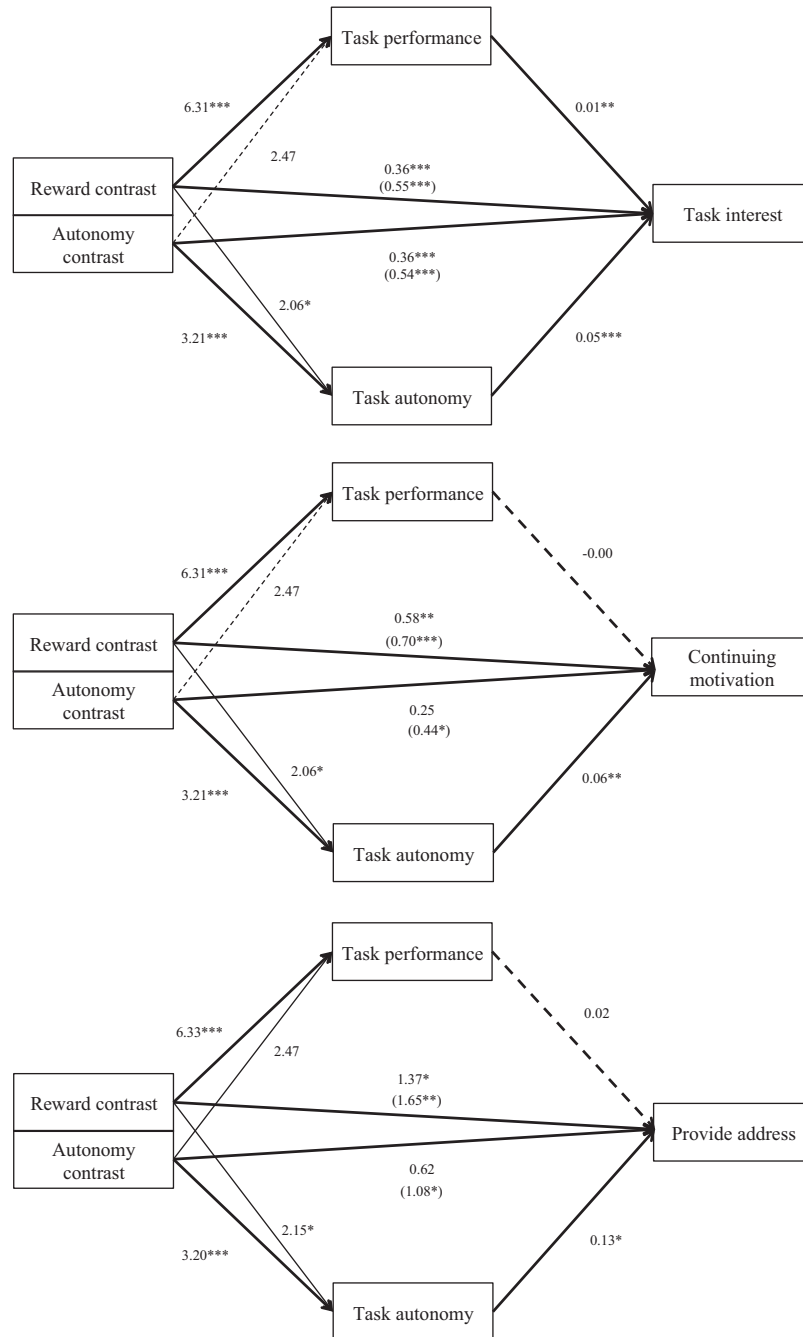 Task performance
6.31***
0.01**
2.47
0.36***
(0.55***)
Reward contrast
Task interest
Autonomy
contrast
0.36***
(0.54***)
2.06*
3.21***
0.05***
Task autonomy
Task performance
-0.00
6.31***
2.47
0.58**
(0.70***)
Reward contrast
Continuing
motivation
Autonomy
contrast
0.25
(0.44*)
2.06*
0.06**
3.21***
Task autonomy
Task performance
0.02
6.33***
2.47
1.37*
(1.65**)
Reward contrast
Provide address
Autonomy
contrast
0.62
(1.08*)
2.15*
0.13*
3.20***
Task autonomy